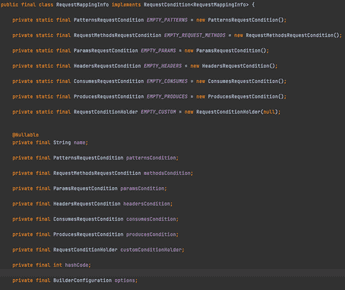 public final class RequestMappingInfo implements RequestCondition<RequestMappingInfo> {
private static final PatternsRequestCondition EMPTY_PATTERNS = new PatternsRequestCondition();
private static final RequestMethodsRequestCondition EMPTY_REQUEST_METHODS = new RequestMethodsRequestCondition();
private static final ParamsRequestCondition EMPTY_PARAMS = new ParamsRequestCondition();
private static final HeadersRequestCondition EMPTY_HEADERS = new HeadersRequestCondition();
private static final ConsumesRequestCondition EMPTY_CONSUMES = new ConsumesRequestCondition();
private static final ProducesRequestCondition EMPTY_PRODUCES = new ProducesRequestCondition();
private static final RequestConditionHolder EMPTY_CUSTOM = new RequestConditionHolder(null);
@Nullable
private final String name;
private final PatternsRequestCondition patternsCondition;
private final RequestMethodsRequestCondition methodsCondition;
private final ParamsRequestCondition paramsCondition;
private final HeadersRequestCondition headersCondition;
private final ConsumesRequestCondition consumesCondition;
private final ProducesRequestCondition producesCondition;
private final RequestConditionHolder customConditionHolder;
private final int hashCode;
private final BuilderConfiguration options;